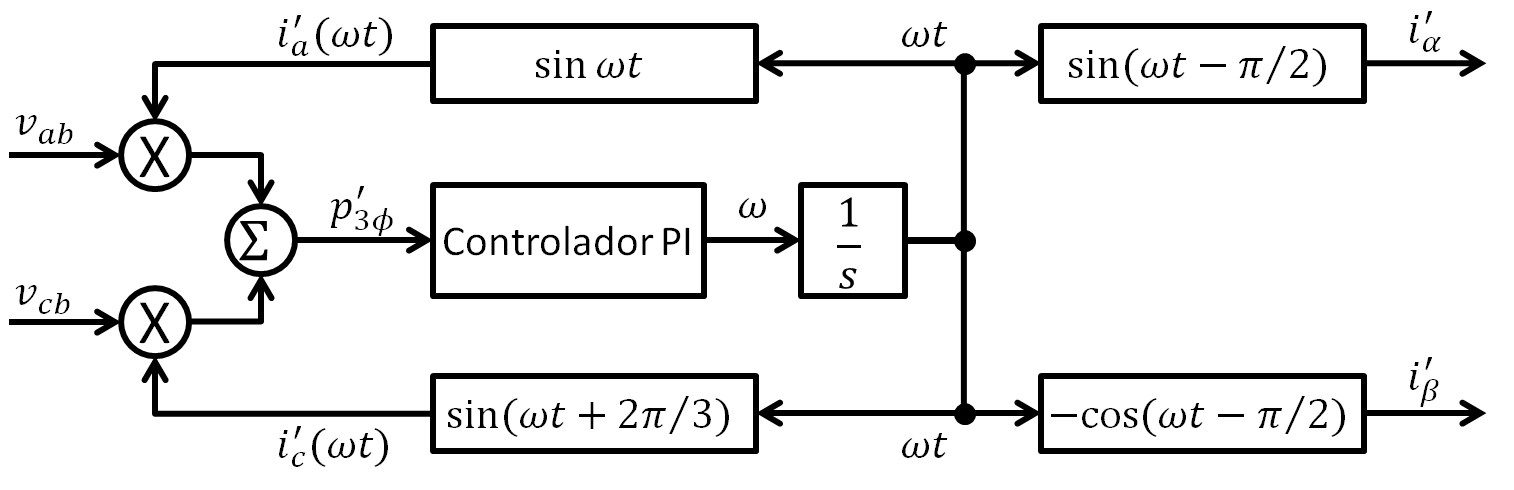 i′ₐ(ωt)
sin ωt
ωt
sin(ωt − π/2)
i′_α
v_ab
X
Σ
p′_3ϕ
Controlador PI
ω
1
s
v_cb
X
i′_c(ωt)
sin(ωt + 2π/3)
ωt
−cos(ωt − π/2)
i′_β